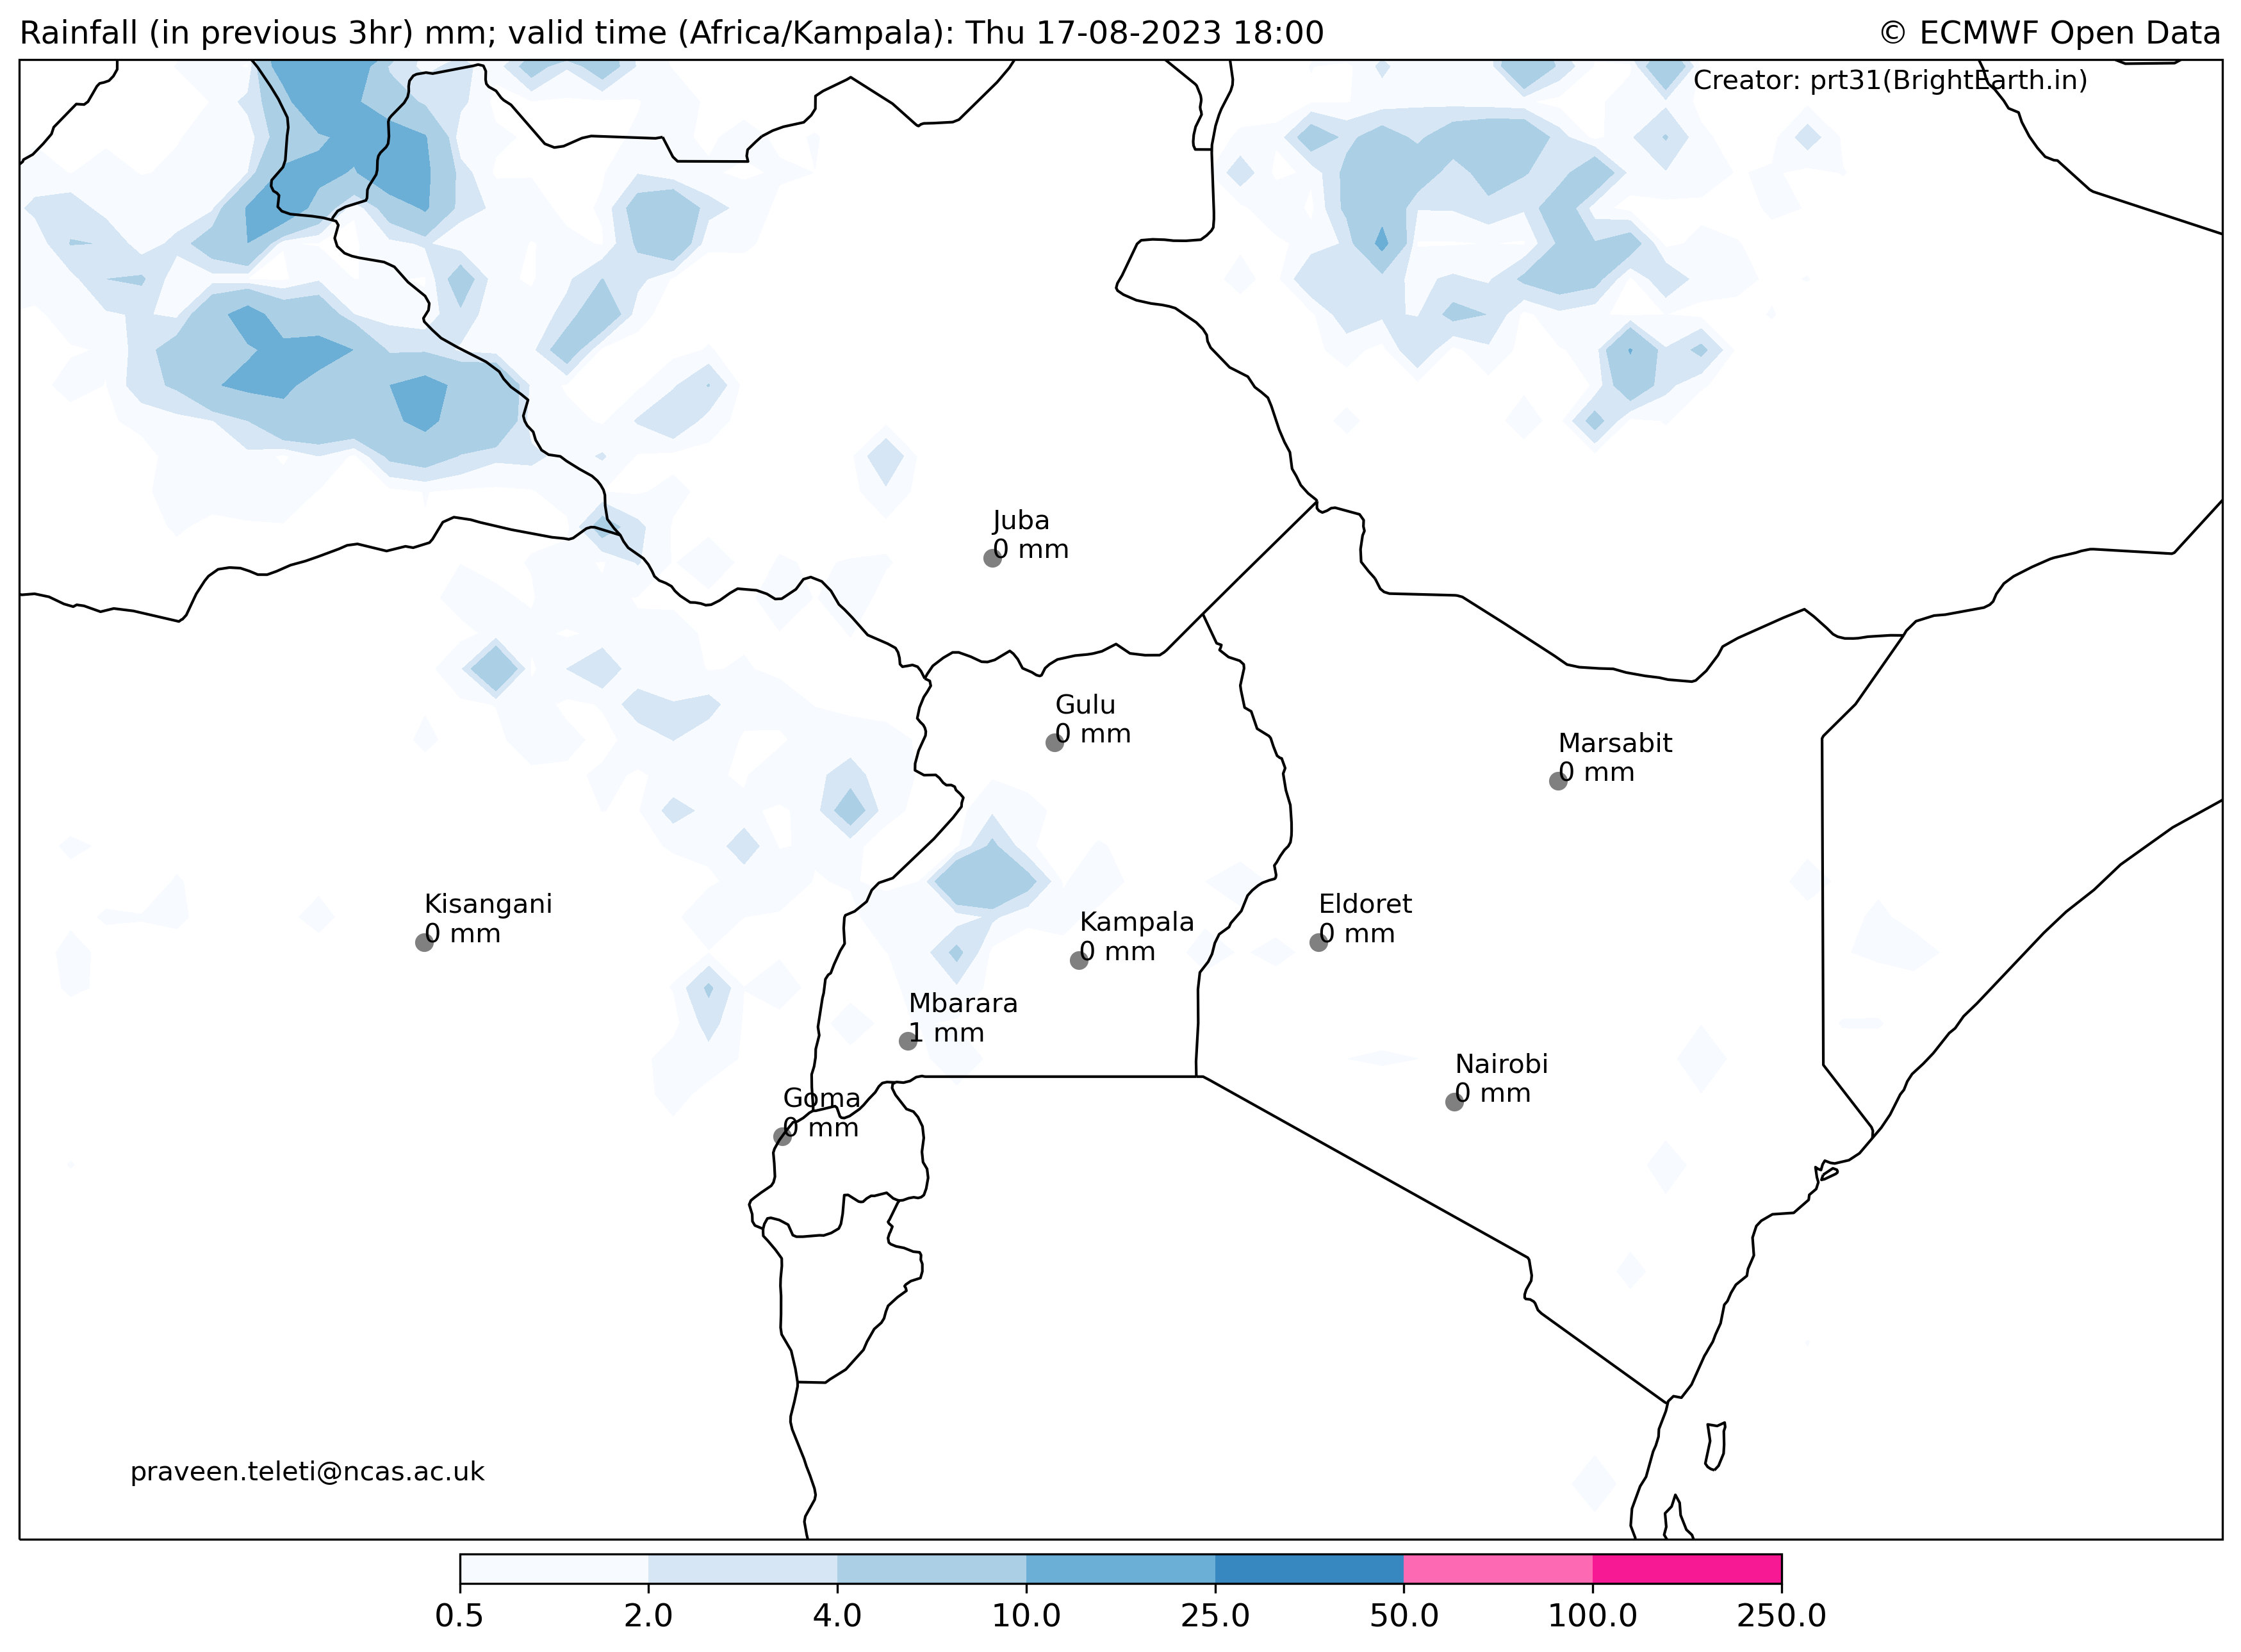 Rainfall (in previous 3hr) mm; valid time (Africa/Kampala): Thu 17-08-2023 18:00
© ECMWF Open Data
Creator: prt31(BrightEarth.in)
Juba
0 mm
Gulu
0 mm
Marsabit
0 mm
Kisangani
0 mm
Kampala
0 mm
Eldoret
0 mm
Mbarara
1 mm
Nairobi
0 mm
Goma
0 mm
praveen.teleti@ncas.ac.uk
0.5 2.0 4.0 10.0 25.0 50.0 100.0 250.0